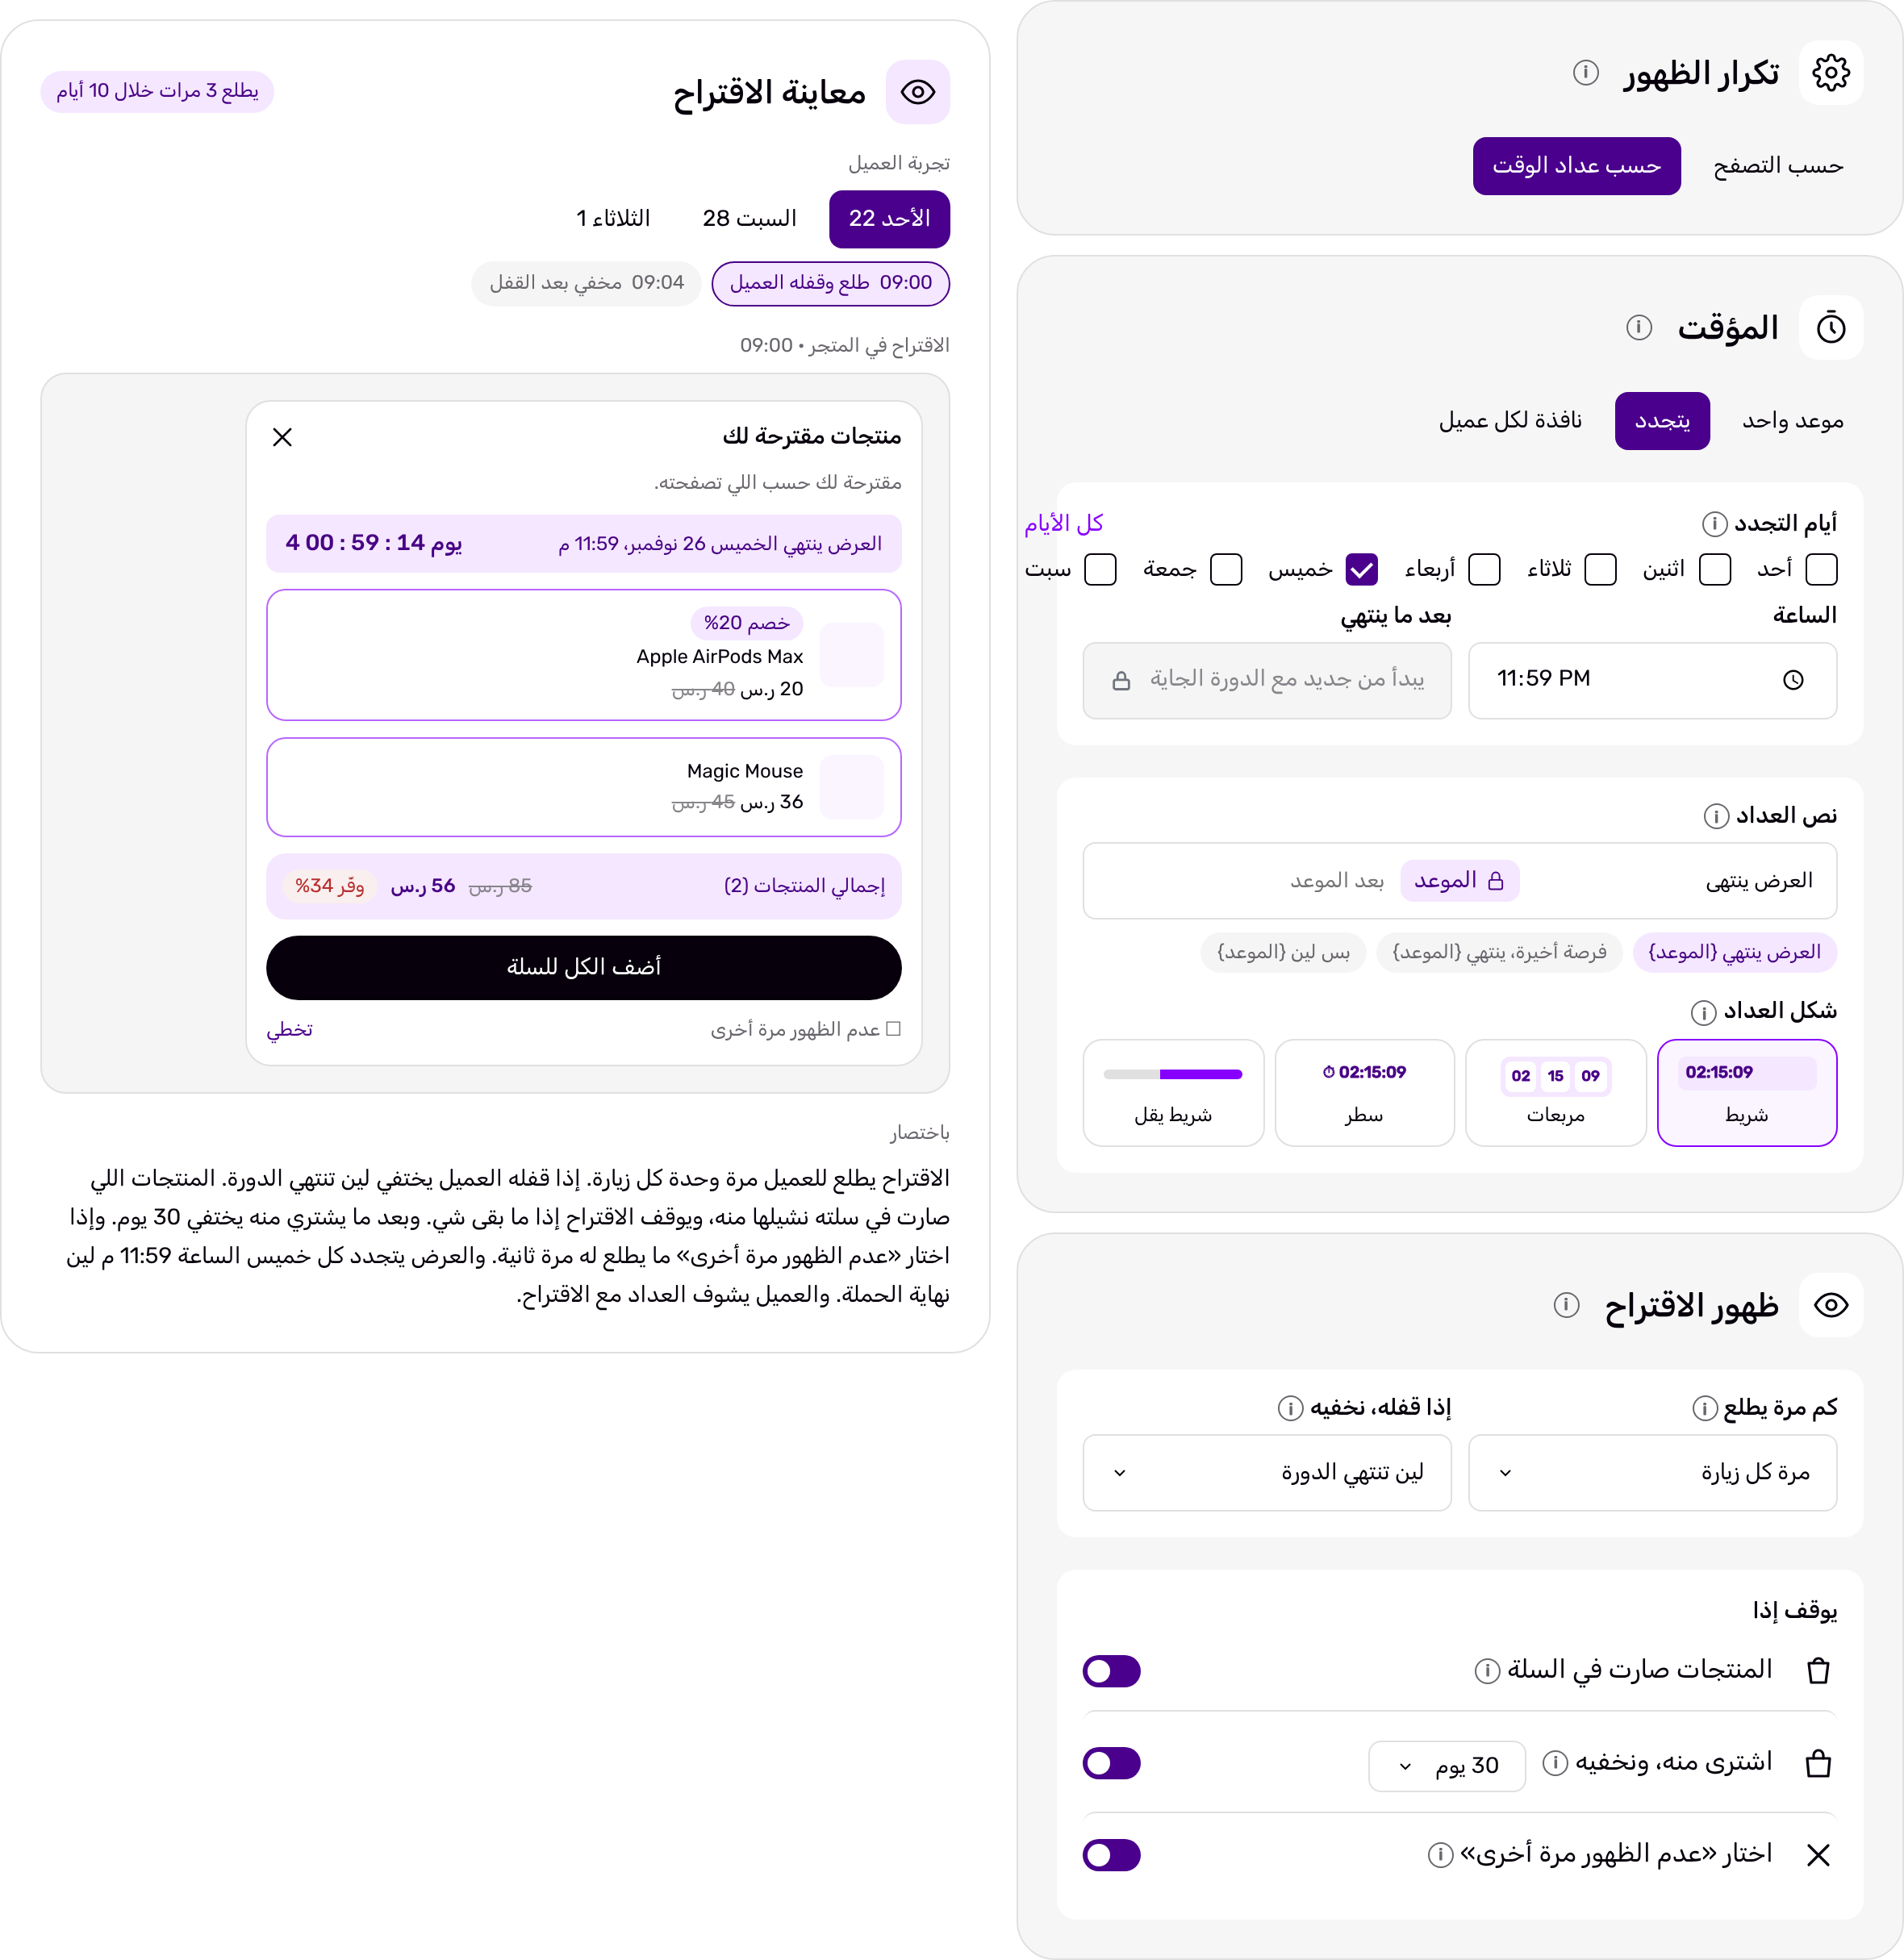 تكرار الظهور
حسب التصفح
حسب عداد الوقت
المؤقت
موعد واحد
يتجدد
نافذة لكل عميل
أيام التجدد
كل الأيام
أحد
اثنين
ثلاثاء
أربعاء
خميس
جمعة
سبت
الساعة
بعد ما ينتهي
11:59 PM
يبدأ من جديد مع الدورة الجاية
نص العداد
العرض ينتهي
الموعد
بعد الموعد
العرض ينتهي {الموعد}
فرصة أخيرة، ينتهي {الموعد}
بس لين {الموعد}
شكل العداد
02:15:09
شريط
02 15 09
مربعات
02:15:09
سطر
شريط يقل
ظهور الاقتراح
كم مرة يطلع
إذا قفله، نخفيه
مرة كل زيارة
لين تنتهي الدورة
يوقف إذا
المنتجات صارت في السلة
اشترى منه، ونخفيه
30 يوم
اختار «عدم الظهور مرة أخرى»
معاينة الاقتراح
يطلع 3 مرات خلال 10 أيام
تجربة العميل
الأحد 22
السبت 28
الثلاثاء 1
09:00 طلع وقفله العميل
09:04 مخفي بعد القفل
الاقتراح في المتجر • 09:00
منتجات مقترحة لك
مقترحة لك حسب اللي تصفحته.
العرض ينتهي الخميس 26 نوفمبر، 11:59 م
4 يوم 00 : 59 : 14
خصم 20%
Apple AirPods Max
20 ر.س 40 ر.س
Magic Mouse
36 ر.س 45 ر.س
إجمالي المنتجات (2)
85 ر.س
56 ر.س
وفّر 34%
أضف الكل للسلة
عدم الظهور مرة أخرى
تخطي
باختصار
الاقتراح يطلع للعميل مرة وحدة كل زيارة. إذا قفله العميل يختفي لين تنتهي الدورة. المنتجات اللي
صارت في سلته نشيلها منه، ويوقف الاقتراح إذا ما بقى شي. وبعد ما يشتري منه يختفي 30 يوم. وإذا
اختار «عدم الظهور مرة أخرى» ما يطلع له مرة ثانية. والعرض يتجدد كل خميس الساعة 11:59 م لين
نهاية الحملة. والعميل يشوف العداد مع الاقتراح.